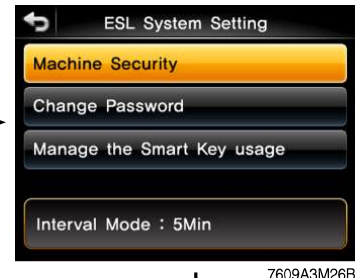 ESL System Setting
Machine Security
Change Password
Manage the Smart Key usage
Interval Mode : 5Min
7609A3M26B